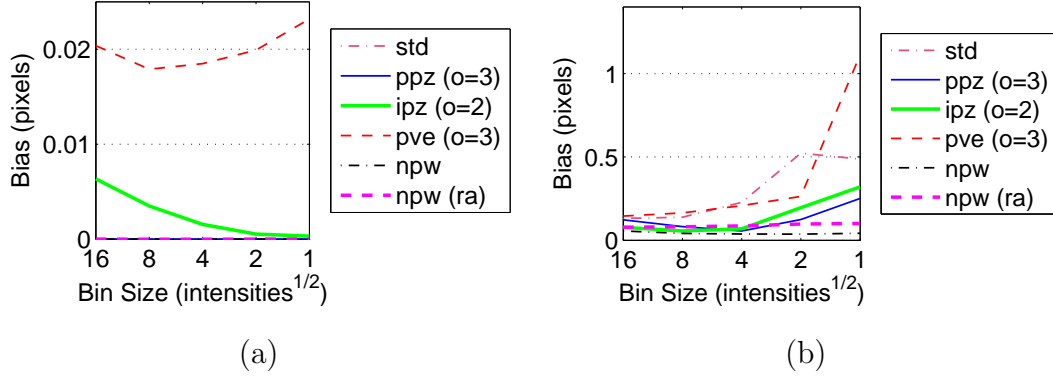 0.02
0.01
0
16 8 4 2 1
Bias (pixels)
Bin Size (intensities^1/2)
std
ppz (o=3)
ipz (o=2)
pve (o=3)
npw
npw (ra)
(a)
1
0.5
0
16 8 4 2 1
Bias (pixels)
Bin Size (intensities^1/2)
std
ppz (o=3)
ipz (o=2)
pve (o=3)
npw
npw (ra)
(b)